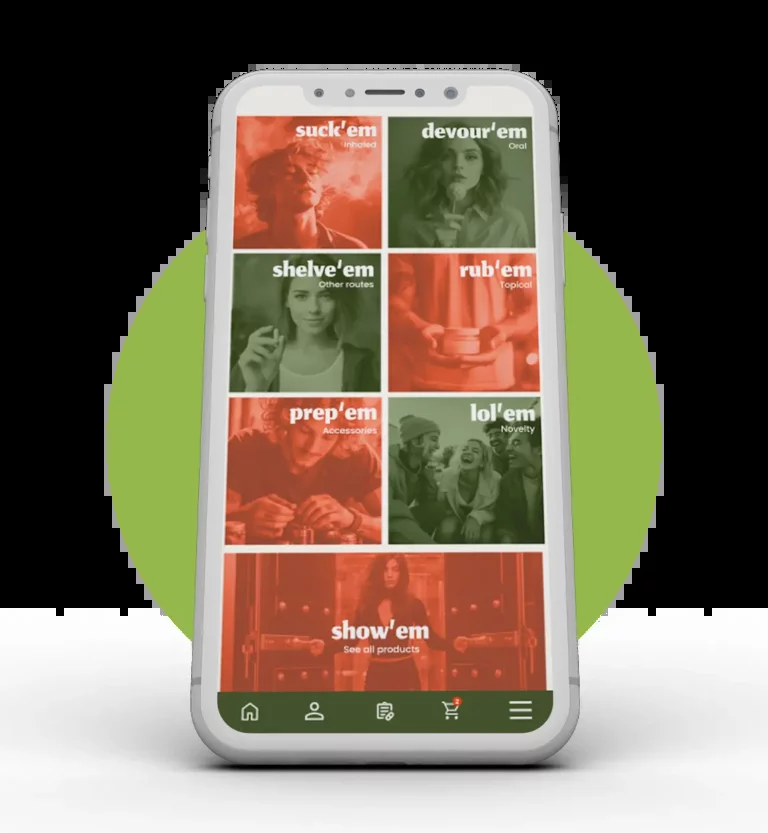 suck'em
Inhaled
devour'em
Oral
shelve'em
Other routes
rub'em
Topical
prep'em
Accessories
lol'em
Novelty
show'em
See all products